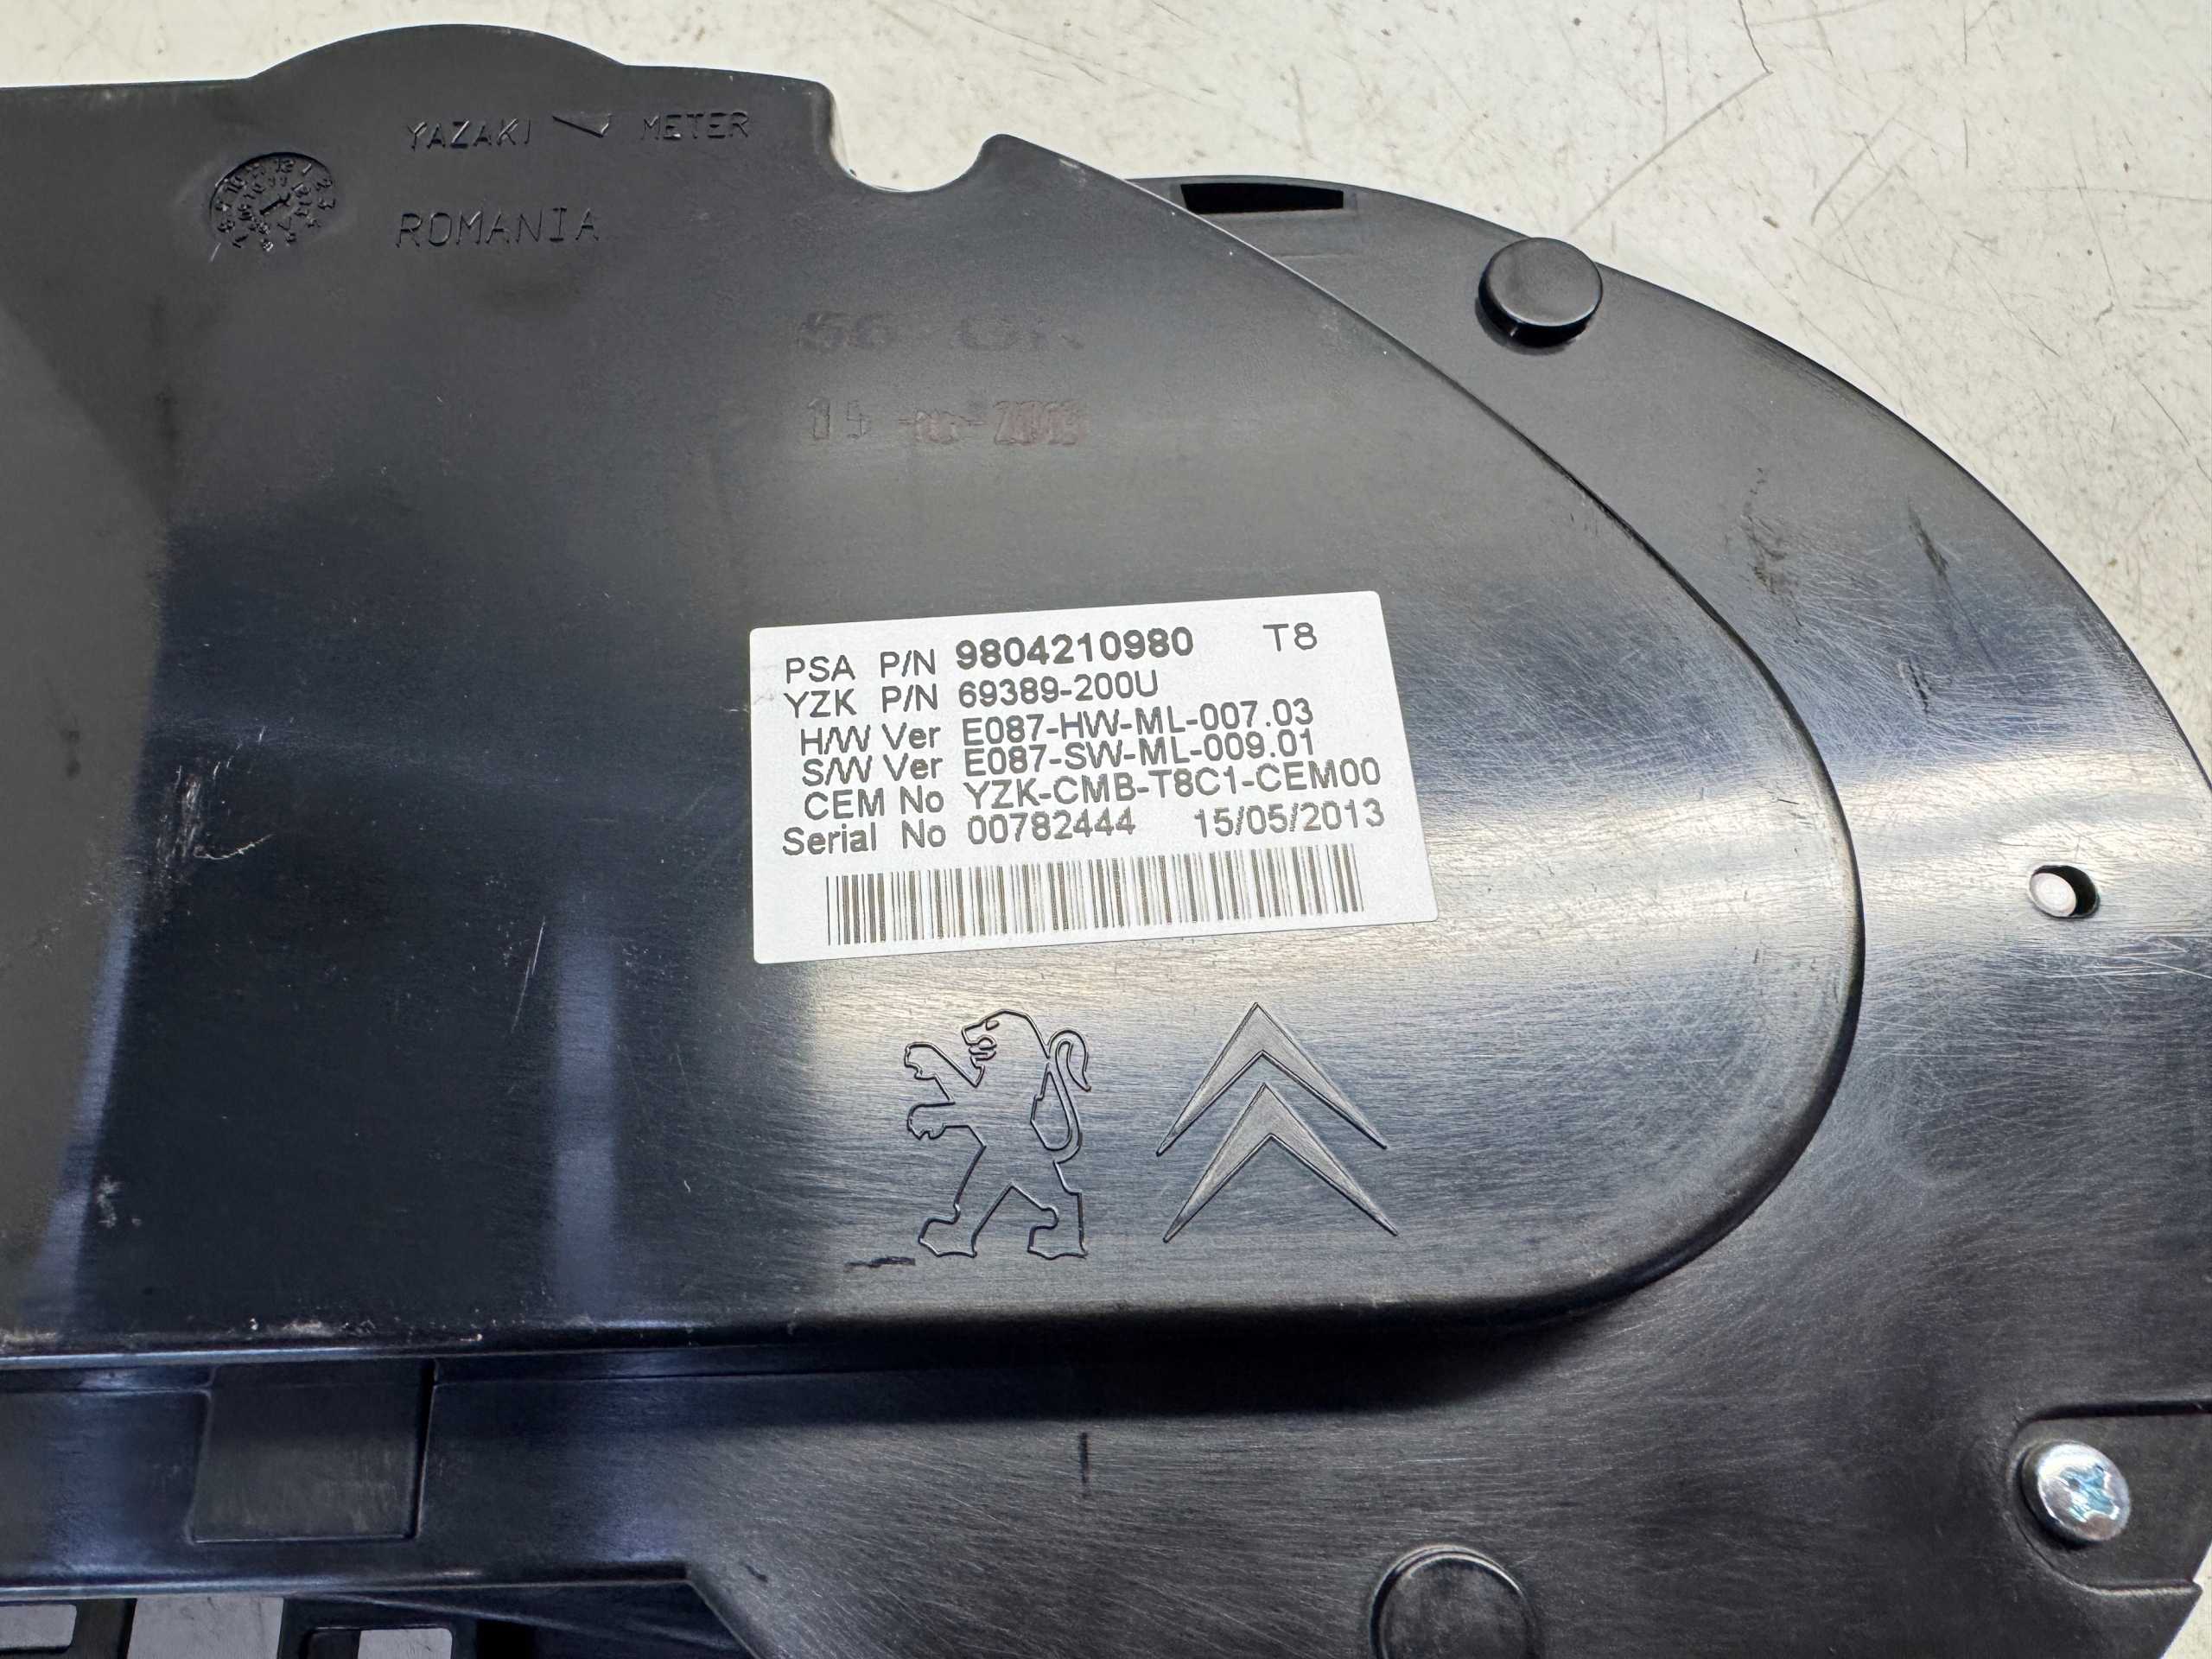 YAZAKI METER
ROMANIA
PSA P/N 9804210980 T8
YZK P/N 69389-200U
H/W Ver E087-HW-ML-007.03
S/W Ver E087-SW-ML-009.01
CEM No YZK-CMB-T8C1-CEM00
Serial No 00782444 15/05/2013